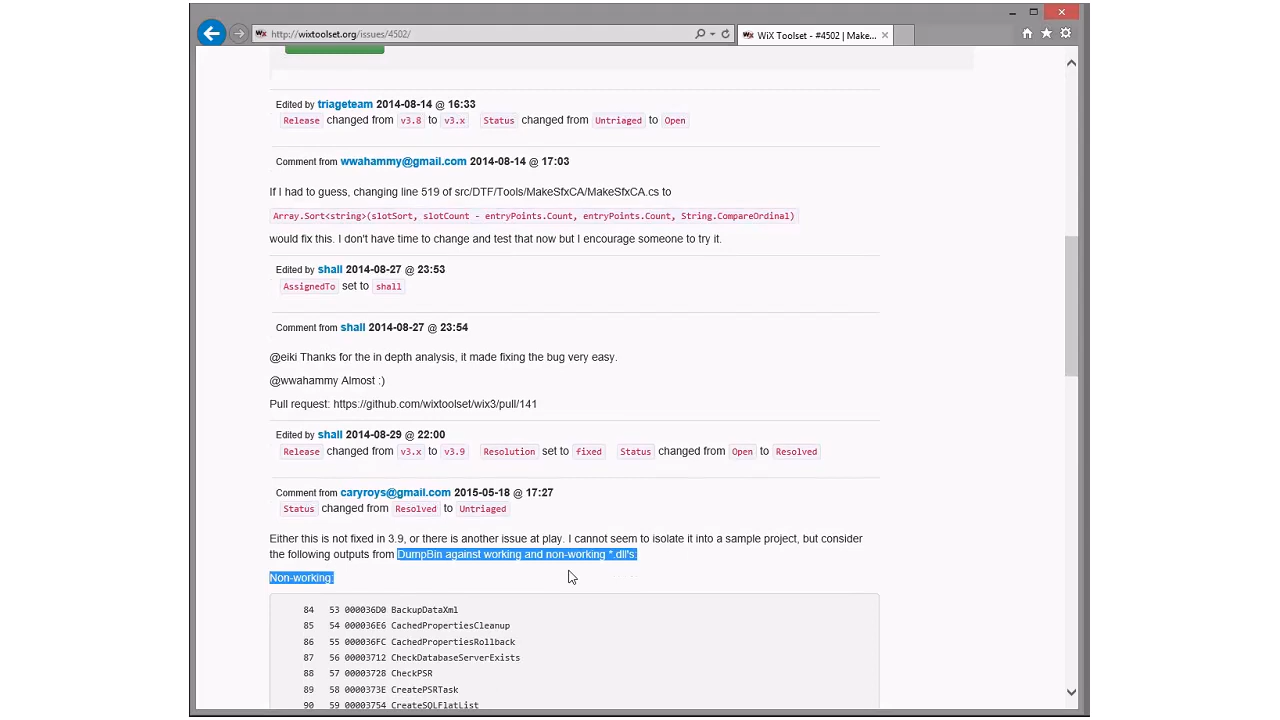 http://wixtoolset.org/issues/4502/
WiX Toolset - #4502 | Make...
Edited by triageteam 2014-08-14 @ 16:33
Release changed from v3.8 to v3.x Status changed from Untriaged to Open
Comment from wwahammy@gmail.com 2014-08-14 @ 17:03
If I had to guess, changing line 519 of src/DTF/Tools/MakeSfxCA/MakeSfxCA.cs to
Array.Sort<string>(slotSort, slotCount - entryPoints.Count, entryPoints.Count, String.CompareOrdinal)
would fix this. I don't have time to change and test that now but I encourage someone to try it.
Edited by shall 2014-08-27 @ 23:53
AssignedTo set to shall
Comment from shall 2014-08-27 @ 23:54
@eiki Thanks for the in depth analysis, it made fixing the bug very easy.
@wwahammy Almost :)
Pull request: https://github.com/wixtoolset/wix3/pull/141
Edited by shall 2014-08-29 @ 22:00
Release changed from v3.x to v3.9 Resolution set to fixed Status changed from Open to Resolved
Comment from caryroys@gmail.com 2015-05-18 @ 17:27
Status changed from Resolved to Untriaged
Either this is not fixed in 3.9, or there is another issue at play. I cannot seem to isolate it into a sample project, but consider
the following outputs from DumpBin against working and non-working *.dll's:
Non-working:
84 53 000036D0 BackupDataXml
85 54 000036E6 CachedPropertiesCleanup
86 55 000036FC CachedPropertiesRollback
87 56 00003712 CheckDatabaseServerExists
88 57 00003728 CheckPSR
89 58 0000373E CreatePSRTask
90 59 00003754 CreateSQLFlatList